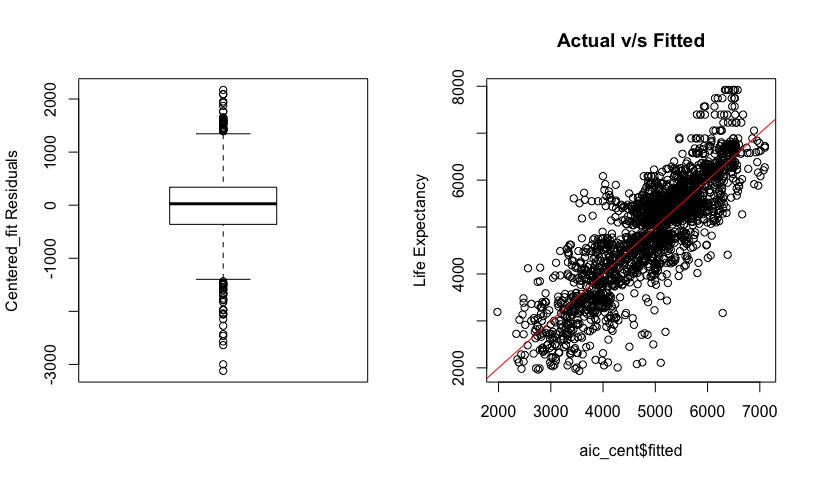 Centered_fit Residuals
2000
1000
0
-1000
-3000
Actual v/s Fitted
Life Expectancy
8000
6000
4000
2000
2000 3000 4000 5000 6000 7000
aic_cent$fitted